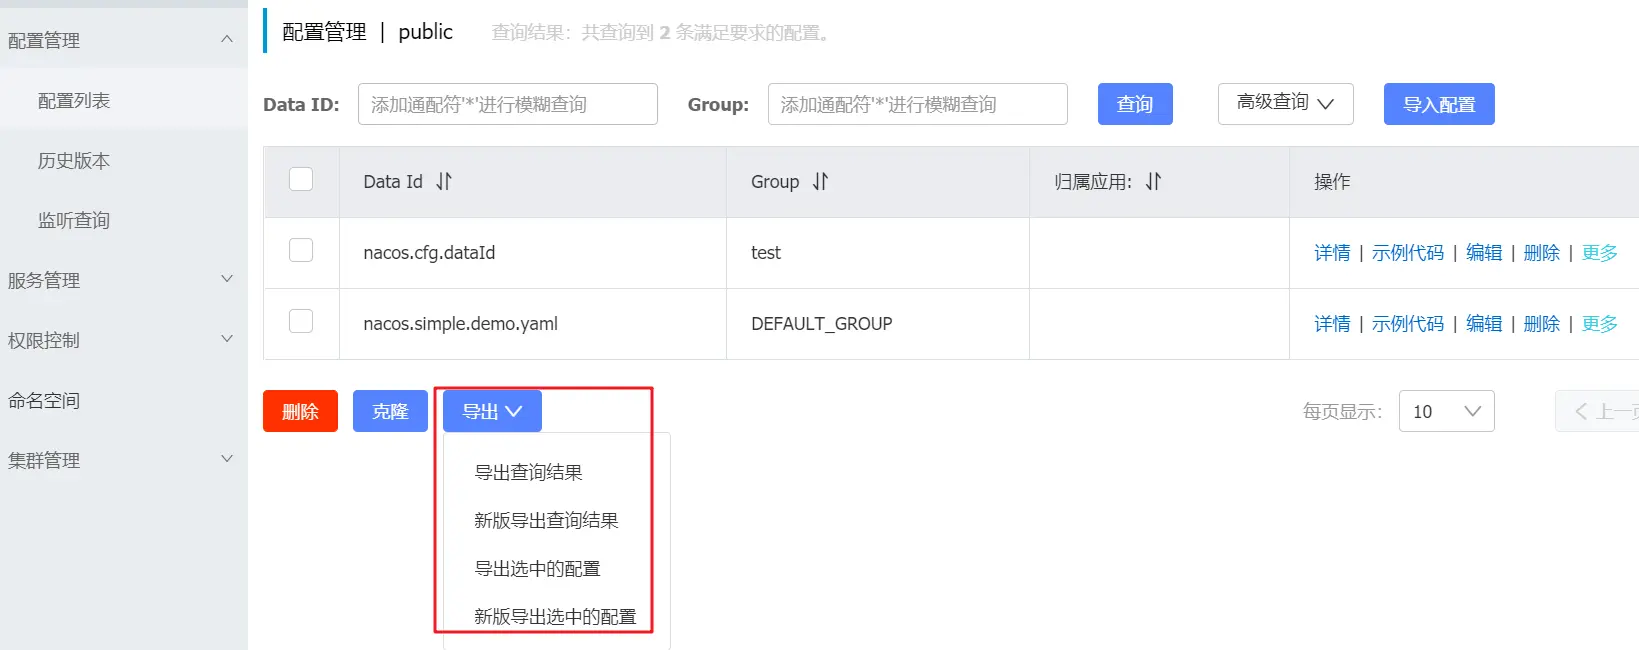 配置管理
配置列表
历史版本
监听查询
服务管理
权限控制
命名空间
集群管理
配置管理 | public 查询结果：共查询到 2 条满足要求的配置。
Data ID: 添加通配符'*'进行模糊查询 Group: 添加通配符'*'进行模糊查询 查询 高级查询 导入配置
Data Id Group 归属应用: 操作
nacos.cfg.dataId test 详情 | 示例代码 | 编辑 | 删除 | 更多
nacos.simple.demo.yaml DEFAULT_GROUP 详情 | 示例代码 | 编辑 | 删除 | 更多
删除 克隆 导出 每页显示: 10 上一
导出查询结果
新版导出查询结果
导出选中的配置
新版导出选中的配置